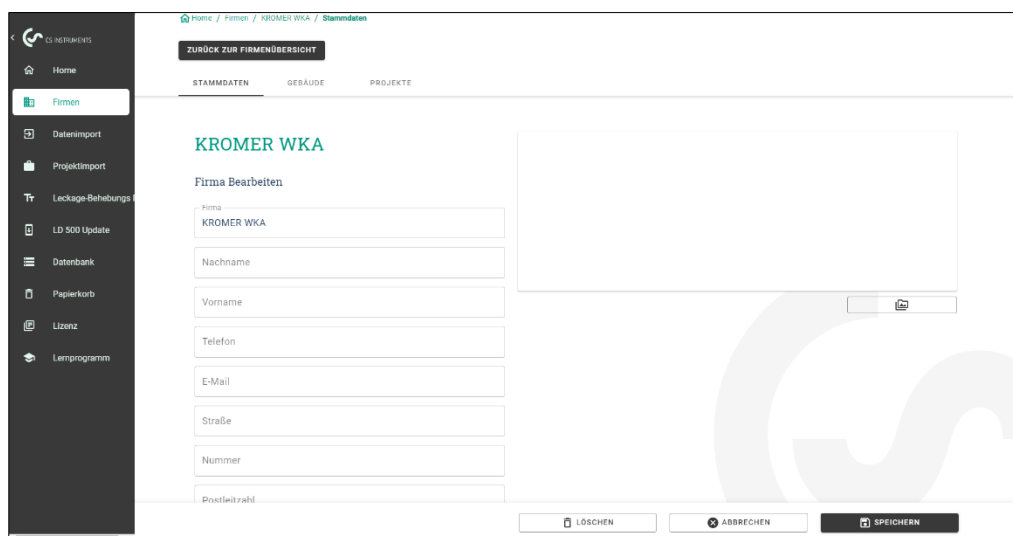 Home / Firmen / KROMER WKA / Stammdaten
CS INSTRUMENTS
ZURÜCK ZUR FIRMENÜBERSICHT
Home
STAMMDATEN GEBÄUDE PROJEKTE
Firmen
Datenimport
Projektimport
Leckage-Behebungs
LD 500 Update
Datenbank
Papierkorb
Lizenz
Lernprogramm
KROMER WKA
Firma Bearbeiten
Firma
KROMER WKA
Nachname
Vorname
Telefon
E-Mail
Straße
Nummer
Postleitzahl
LÖSCHEN ABBRECHEN SPEICHERN